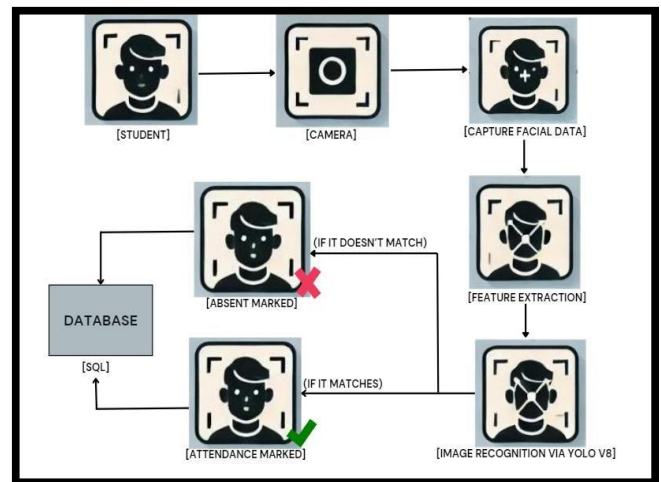 [STUDENT]
[CAMERA]
[CAPTURE FACIAL DATA]
(IF IT DOESN'T MATCH)
[ABSENT MARKED]
[FEATURE EXTRACTION]
DATABASE
[SQL]
(IF IT MATCHES)
[ATTENDANCE MARKED]
[IMAGE RECOGNITION VIA YOLO V8]